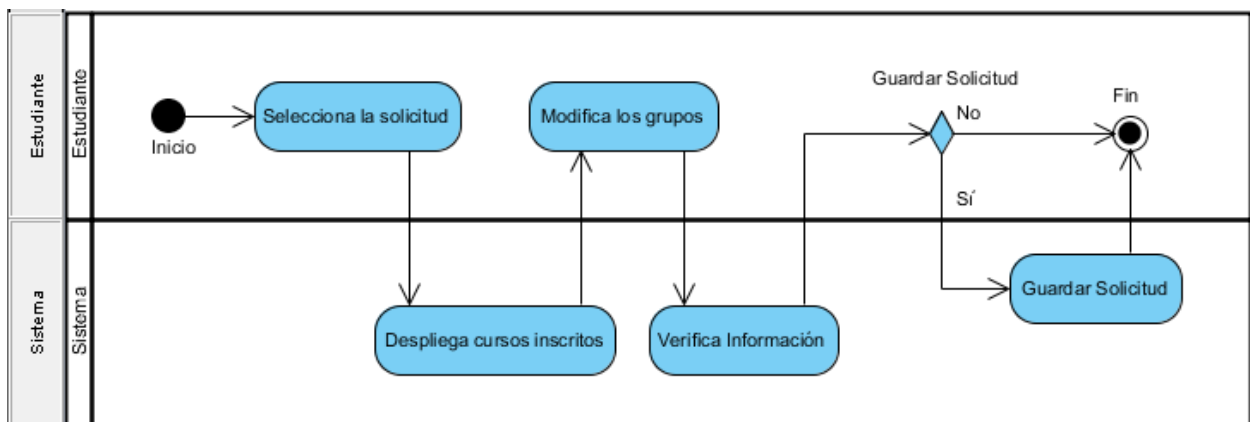 Estudiante
Estudiante
Inicio
Selecciona la solicitud
Modifica los grupos
Guardar Solicitud
No
Sí
Fin
Sistema
Sistema
Despliega cursos inscritos
Verifica Información
Guardar Solicitud